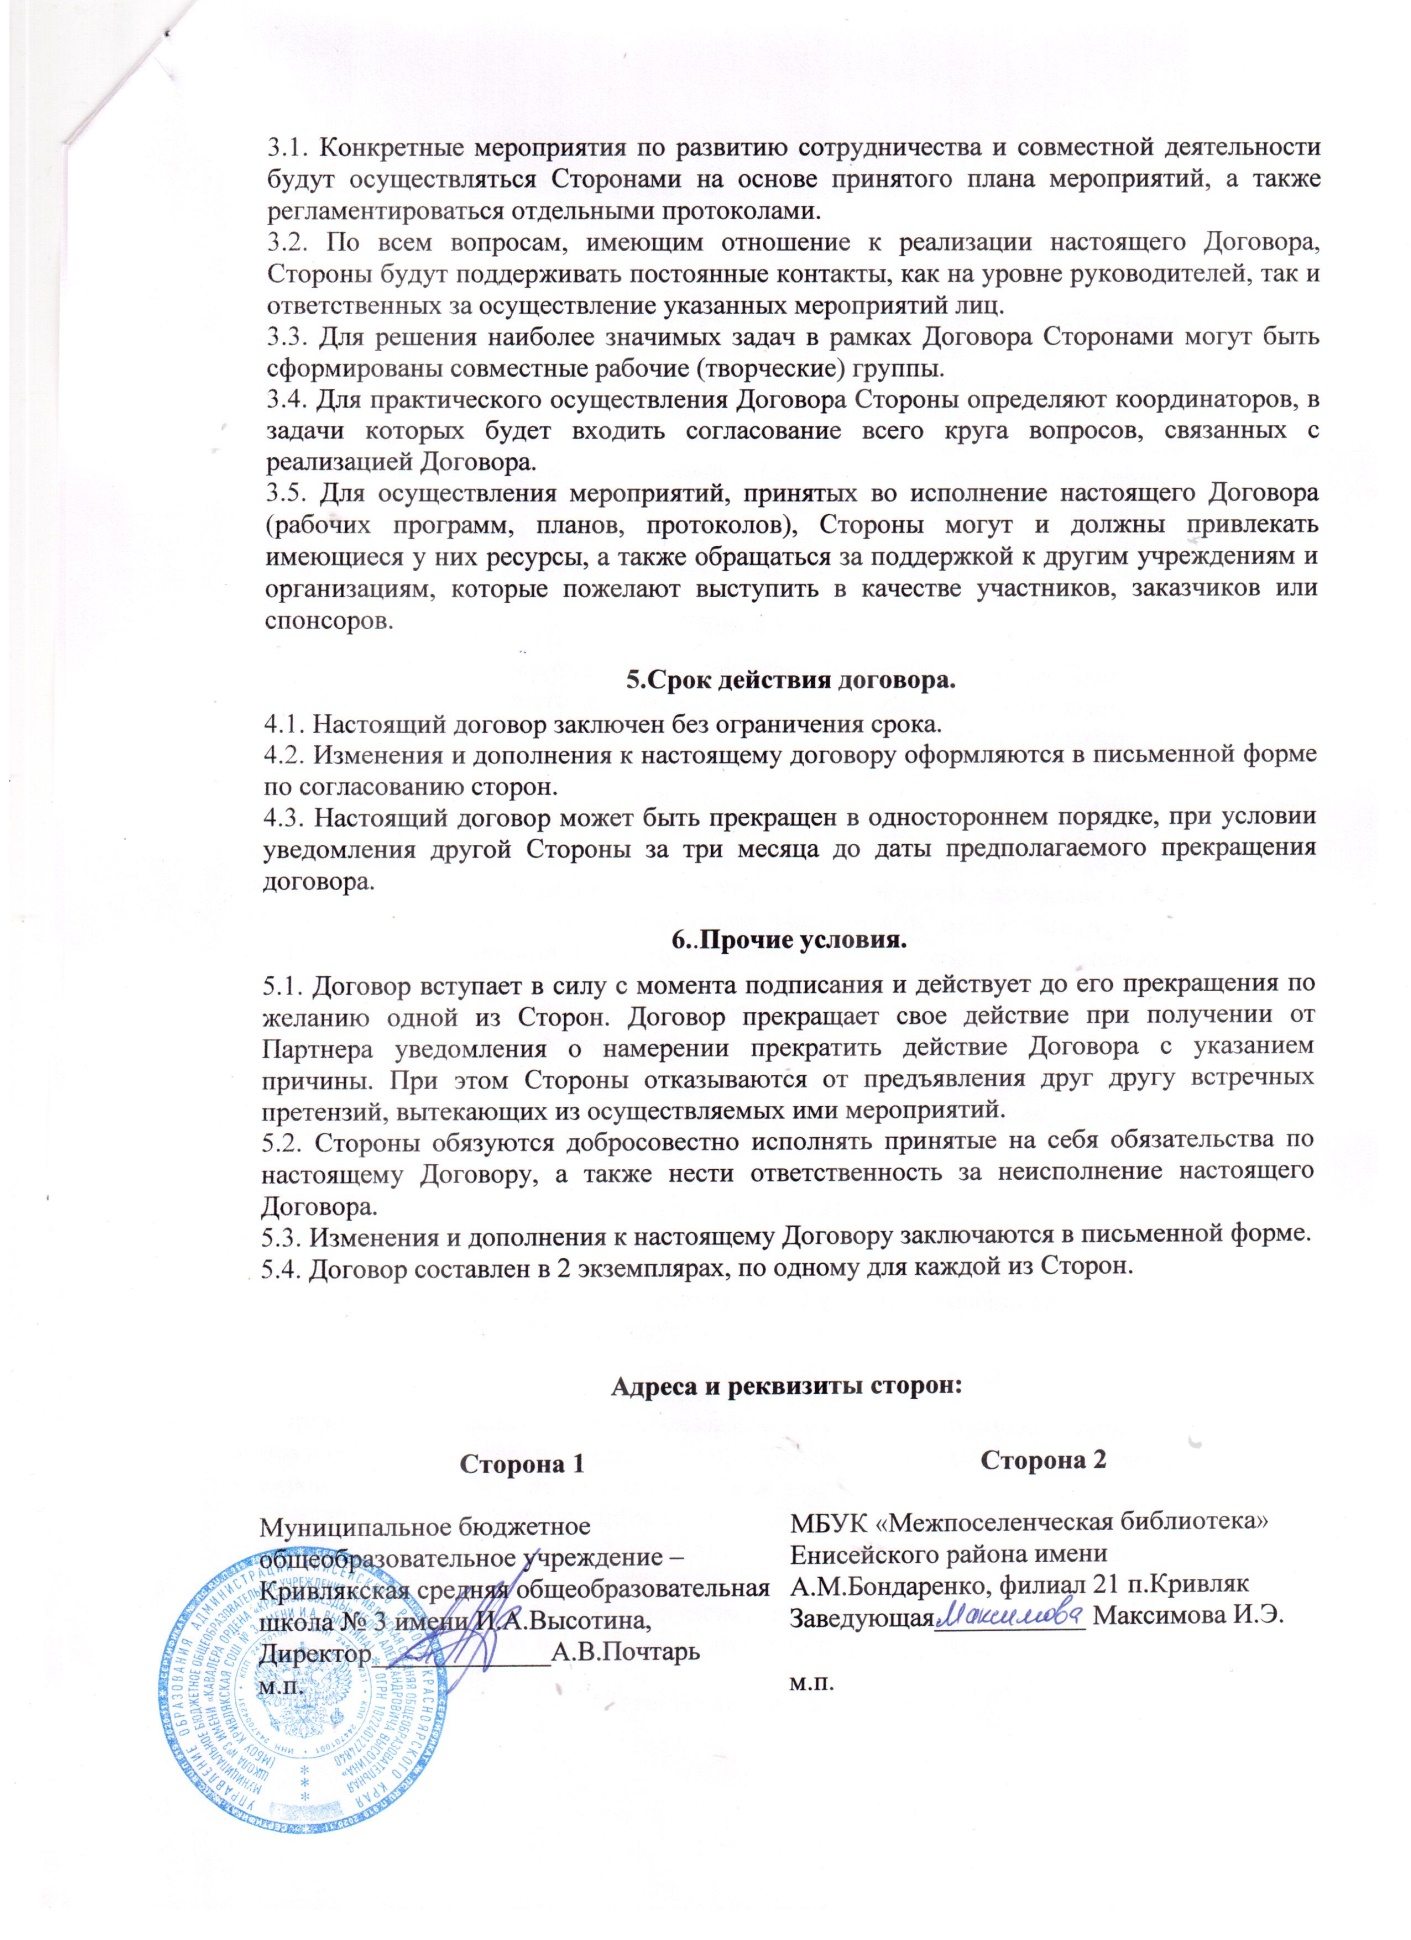 3.1. Конкретные мероприятия по развитию сотрудничества и совместной деятельности
будут осуществляться Сторонами на основе принятого плана мероприятий, а также
регламентироваться отдельными протоколами.
3.2. По всем вопросам, имеющим отношение к реализации настоящего Договора,
Стороны будут поддерживать постоянные контакты, как на уровне руководителей, так и
ответственных за осуществление указанных мероприятий лиц.
3.3. Для решения наиболее значимых задач в рамках Договора Сторонами могут быть
сформированы совместные рабочие (творческие) группы.
3.4. Для практического осуществления Договора Стороны определяют координаторов, в
задачи которых будет входить согласование всего круга вопросов, связанных с
реализацией Договора.
3.5. Для осуществления мероприятий, принятых во исполнение настоящего Договора
(рабочих программ, планов, протоколов), Стороны могут и должны привлекать
имеющиеся у них ресурсы, а также обращаться за поддержкой к другим учреждениям и
организациям, которые пожелают выступить в качестве участников, заказчиков или
спонсоров.
5.Срок действия договора.
4.1. Настоящий договор заключен без ограничения срока.
4.2. Изменения и дополнения к настоящему договору оформляются в письменной форме
по согласованию сторон.
4.3. Настоящий договор может быть прекращен в одностороннем порядке, при условии
уведомления другой Стороны за три месяца до даты предполагаемого прекращения
договора.
6..Прочие условия.
5.1. Договор вступает в силу с момента подписания и действует до его прекращения по
желанию одной из Сторон. Договор прекращает свое действие при получении от
Партнера уведомления о намерении прекратить действие Договора с указанием
причины. При этом Стороны отказываются от предъявления друг другу встречных
претензий, вытекающих из осуществляемых ими мероприятий.
5.2. Стороны обязуются добросовестно исполнять принятые на себя обязательства по
настоящему Договору, а также нести ответственность за неисполнение настоящего
Договора.
5.3. Изменения и дополнения к настоящему Договору заключаются в письменной форме.
5.4. Договор составлен в 2 экземплярах, по одному для каждой из Сторон.
Адреса и реквизиты сторон:
Сторона 1
Муниципальное бюджетное
общеобразовательное учреждение –
Кривлякская средняя общеобразовательная
школа № 3 имени И.А.Высотина,
Директор_____________А.В.Почтарь
м.п.
Сторона 2
МБУК «Межпоселенческая библиотека»
Енисейского района имени
А.М.Бондаренко, филиал 21 п.Кривляк
Заведующая Максимова Максимова И.Э.
м.п.
УПРАВЛЕНИЕ ОБРАЗОВАНИЯ АДМИНИСТРАЦИИ ЕНИСЕЙСКОГО РАЙОНА КРАСНОЯРСКОГО КРАЯ